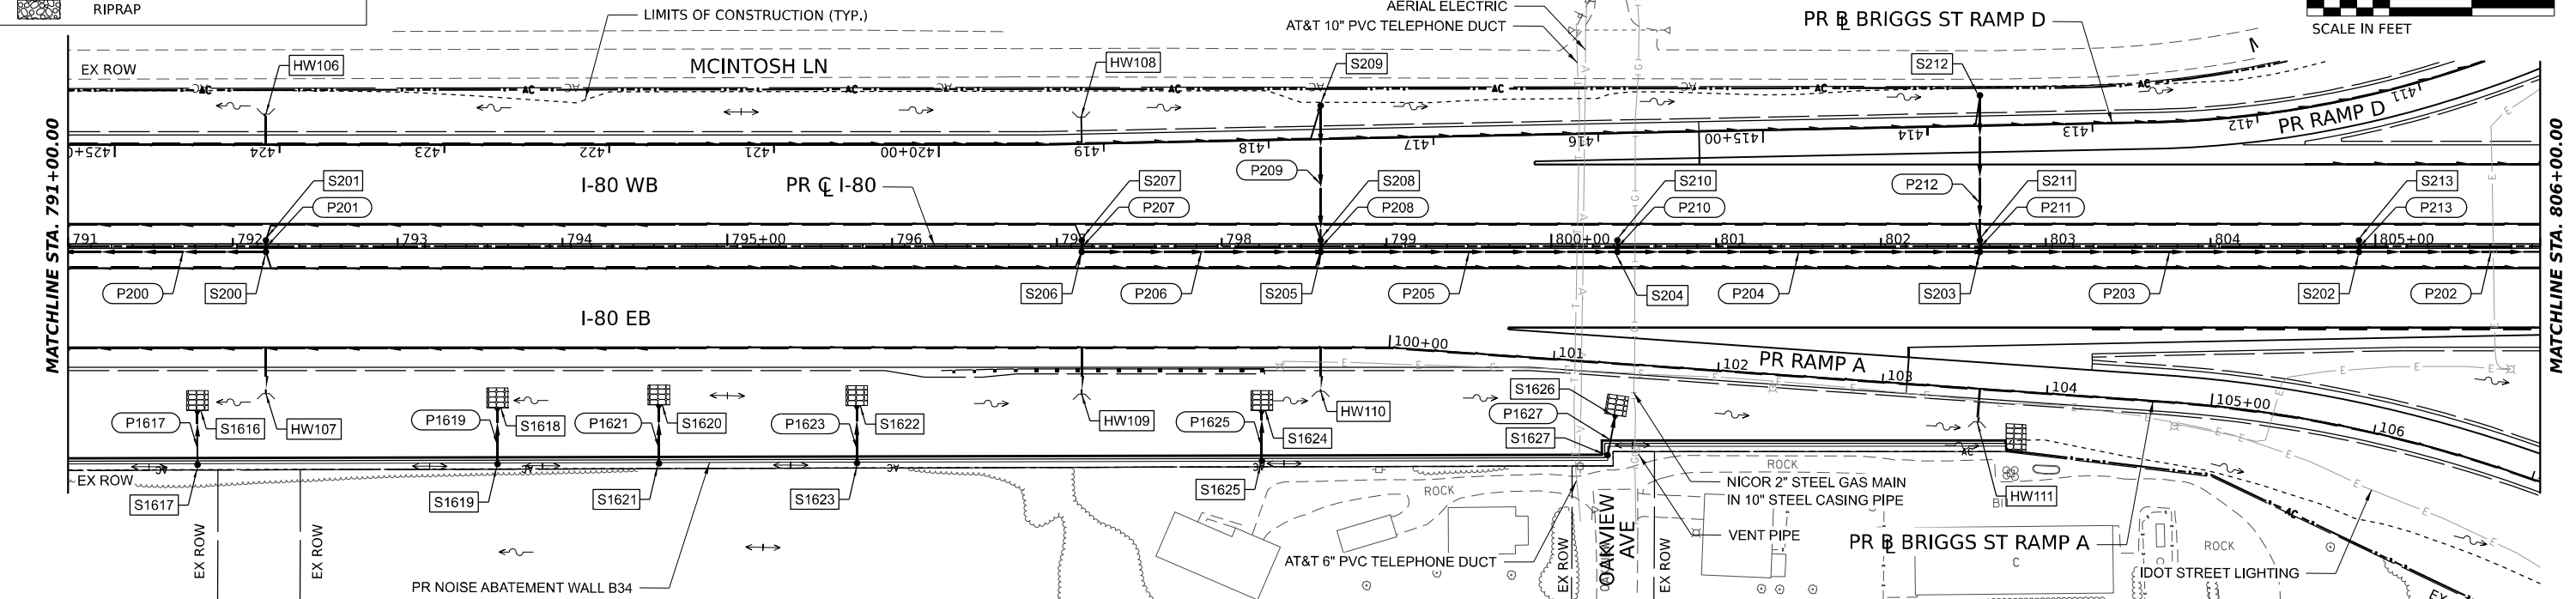 RIPRAP
LIMITS OF CONSTRUCTION (TYP.)
AERIAL ELECTRIC
AT&T 10" PVC TELEPHONE DUCT
PR BL BRIGGS ST RAMP D
SCALE IN FEET
EX ROW
HW106
MCINTOSH LN
HW108
S209
S212
AC AC AC AC AC AC
PR RAMP D
424 423 422 421 420+00 419 418 417 416 415+00 414 413 412 411
MATCHLINE STA. 791+00.00
MATCHLINE STA. 806+00.00
P209
P212
I-80 WB
PR CL I-80
S201
P201
S207
P207
S208
P208
S210
P210
S211
P211
S213
P213
791 792 793 794 795+00 796 798 799 800+00 801 802 803 804 805+00
P200
S200
S206
P206
S205
P205
S204
P204
S203
P203
S202
P202
I-80 EB
100+00 101 102 103 104 105+00 106
PR RAMP A
P1617
S1616
HW107
P1619
S1618
P1621
S1620
P1623
S1622
HW109
P1625
S1624
HW110
S1626
P1627
S1627
HW111
EX ROW
S1617
S1619
S1621
S1623
S1625
ROCK
ROCK
NICOR 2" STEEL GAS MAIN
IN 10" STEEL CASING PIPE
VENT PIPE
EX ROW
EX ROW
PR NOISE ABATEMENT WALL B34
AT&T 6" PVC TELEPHONE DUCT
EX ROW
OAKVIEW
AVE
EX ROW
PR BL BRIGGS ST RAMP A
C
ROCK
IDOT STREET LIGHTING